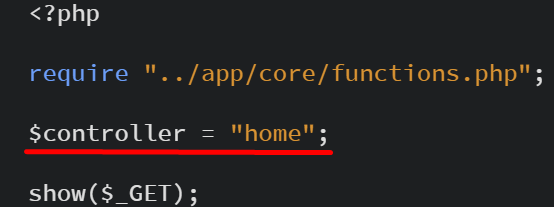 <?php
require "../app/core/functions.php";
$controller = "home";
show($_GET);